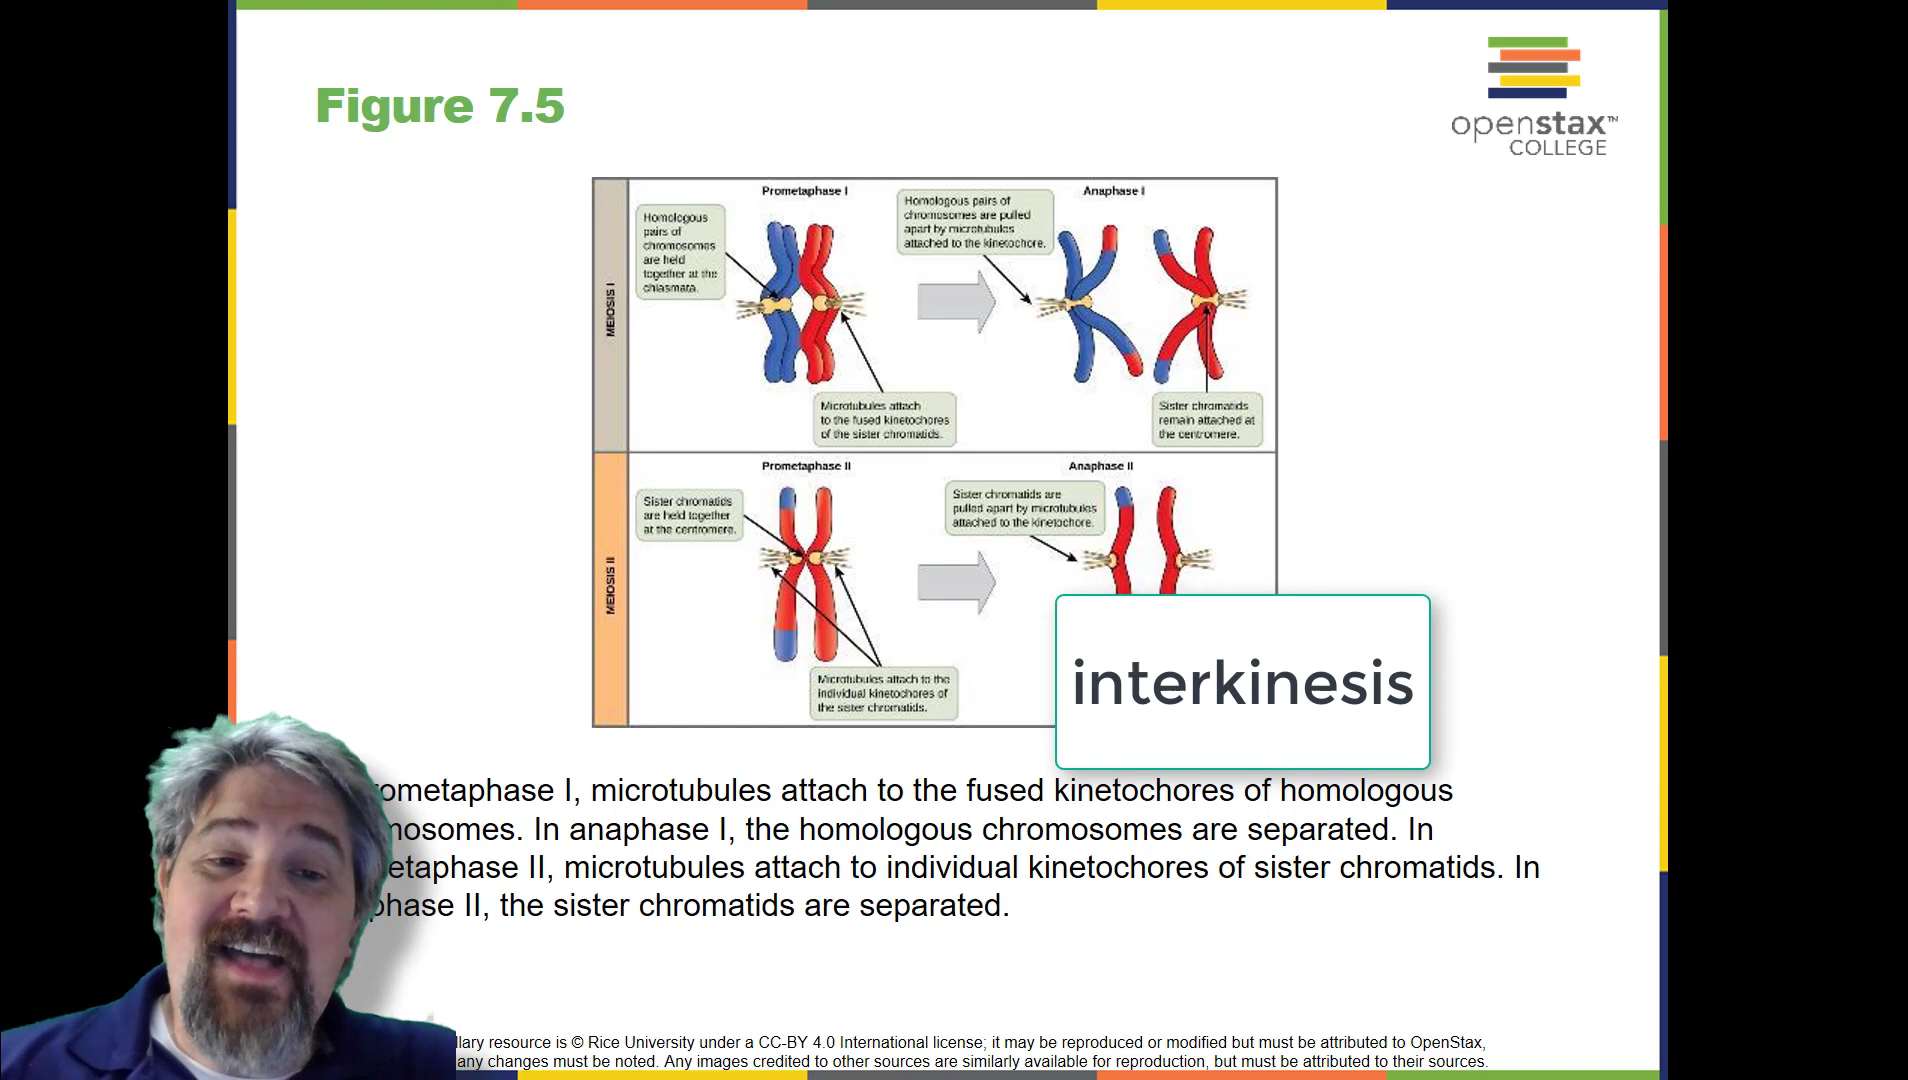 Figure 7.5
openstax™
COLLEGE
MEIOSIS I
Prometaphase I
Homologous
pairs of
chromosomes
are held
together at the
chiasmata.
Microtubules attach
to the fused kinetochores
of the sister chromatids.
Anaphase I
Homologous pairs of
chromosomes are pulled
apart by microtubules
attached to the kinetochore.
Sister chromatids
remain attached at
the centromere.
MEIOSIS II
Prometaphase II
Sister chromatids
are held together
at the centromere.
Microtubules attach to the
individual kinetochores of
the sister chromatids.
Anaphase II
Sister chromatids are
pulled apart by microtubules
attached to the kinetochore.
interkinesis
ometaphase I, microtubules attach to the fused kinetochores of homologous
mosomes. In anaphase I, the homologous chromosomes are separated. In
etaphase II, microtubules attach to individual kinetochores of sister chromatids. In
phase II, the sister chromatids are separated.
llary resource is © Rice University under a CC-BY 4.0 International license; it may be reproduced or modified but must be attributed to OpenStax,
any changes must be noted. Any images credited to other sources are similarly available for reproduction, but must be attributed to their sources.